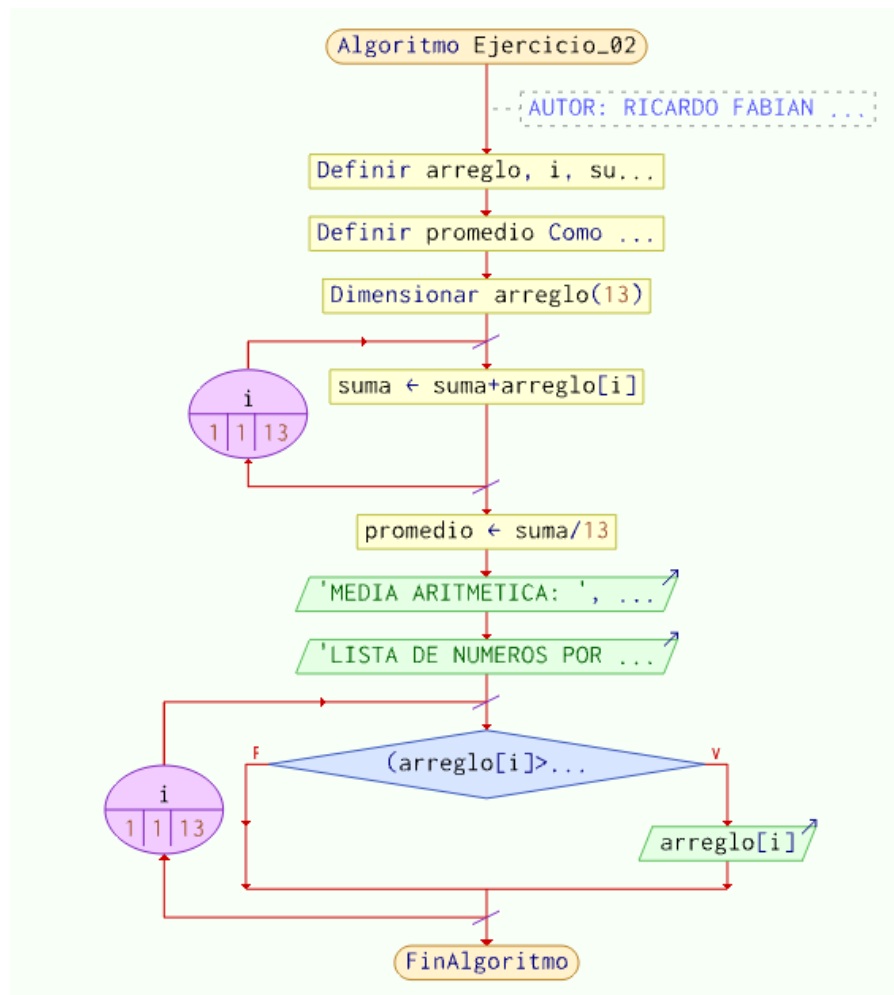 Algoritmo Ejercicio_02
AUTOR: RICARDO FABIAN ...
Definir arreglo, i, su...
Definir promedio Como ...
Dimensionar arreglo(13)
suma ← suma+arreglo[i]
i
1 1 13
promedio ← suma/13
'MEDIA ARITMETICA: ', ...
'LISTA DE NUMEROS POR ...
F
V
(arreglo[i]>...
i
1 1 13
arreglo[i]
FinAlgoritmo